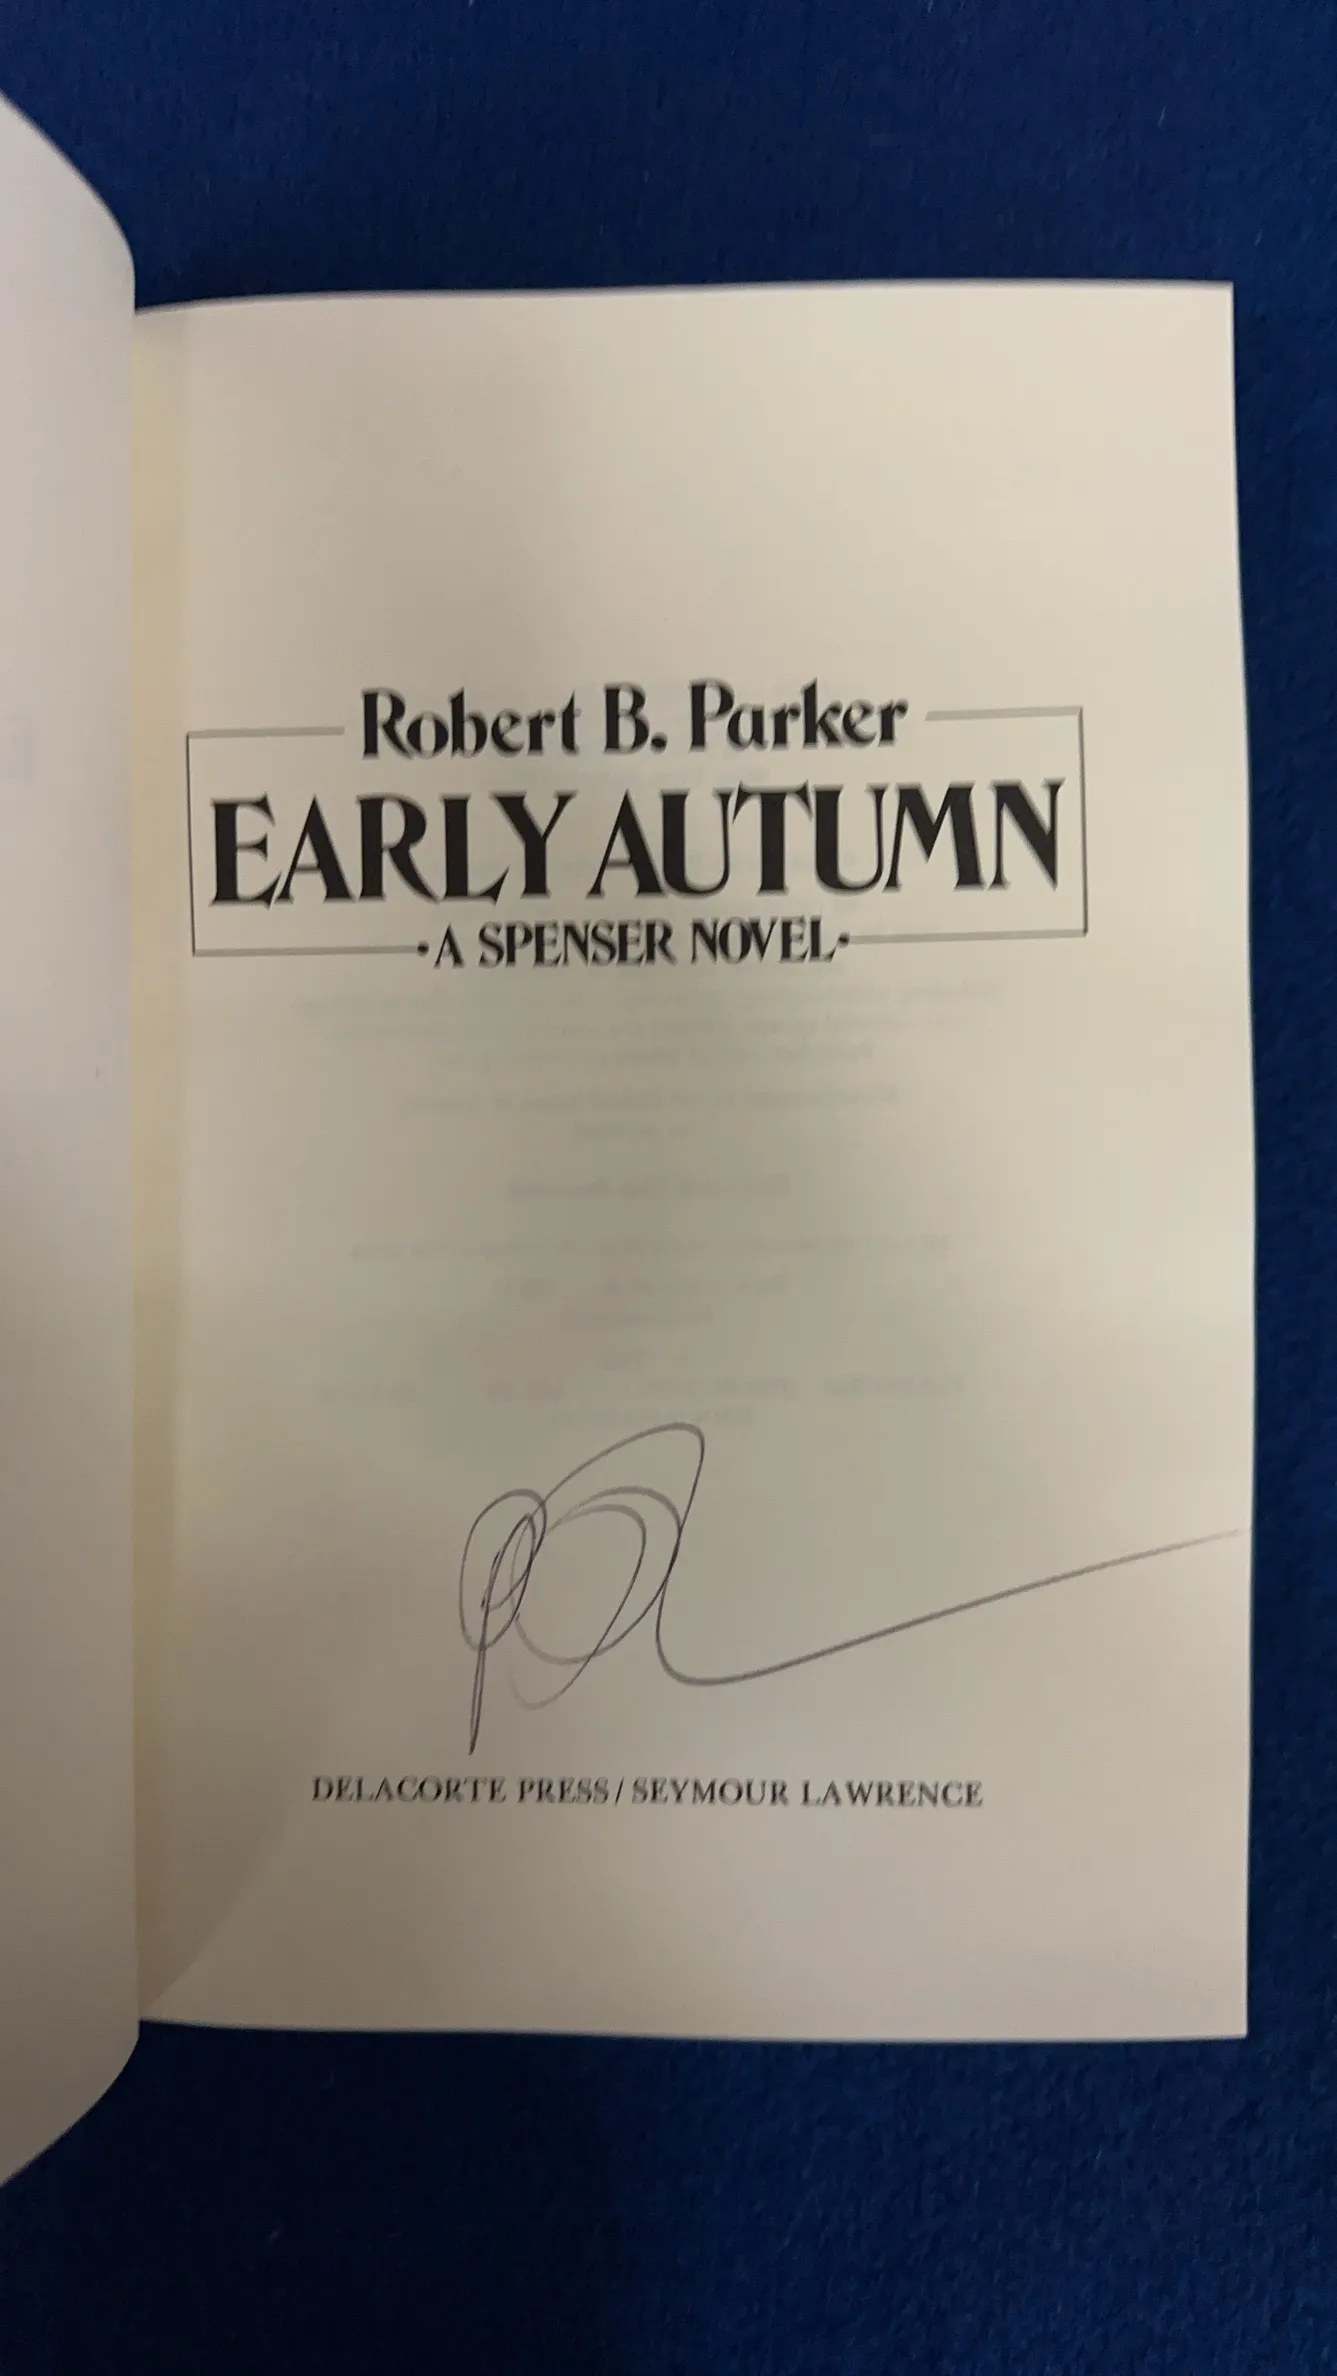 Robert B. Parker
EARLY AUTUMN
•A SPENSER NOVEL•
DELACORTE PRESS/SEYMOUR LAWRENCE